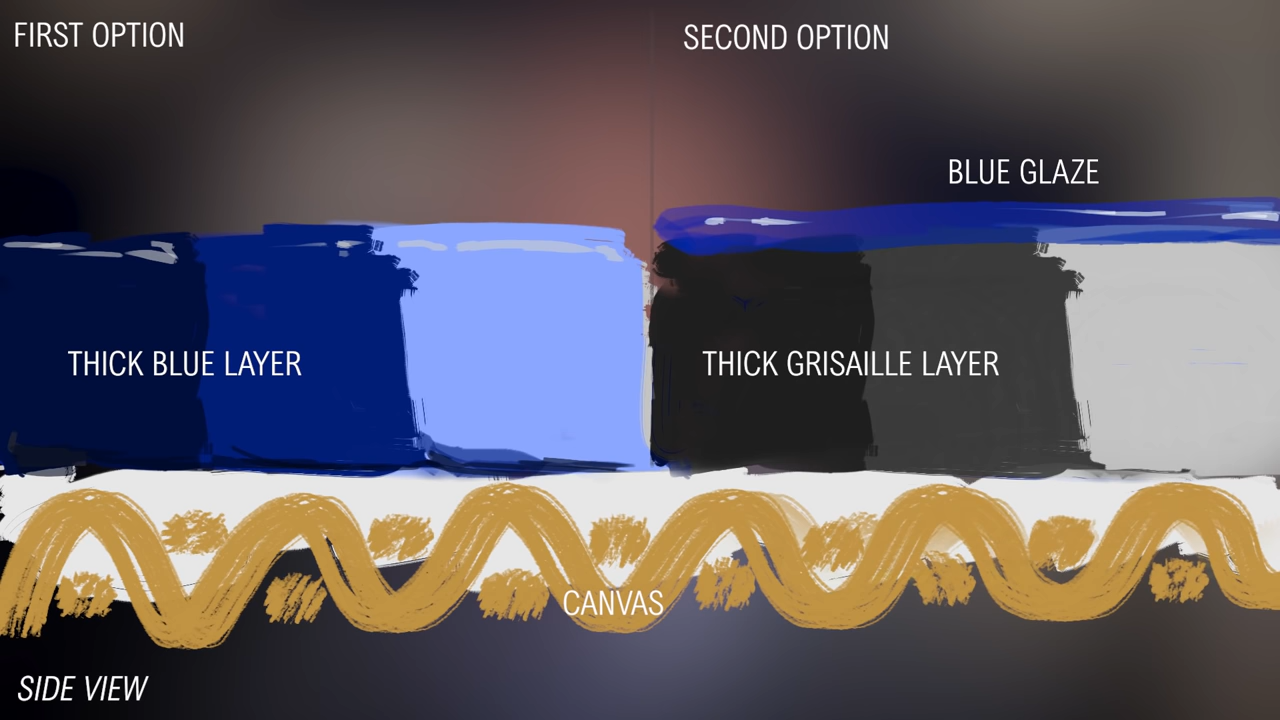 FIRST OPTION
SECOND OPTION
BLUE GLAZE
THICK BLUE LAYER
THICK GRISAILLE LAYER
CANVAS
SIDE VIEW